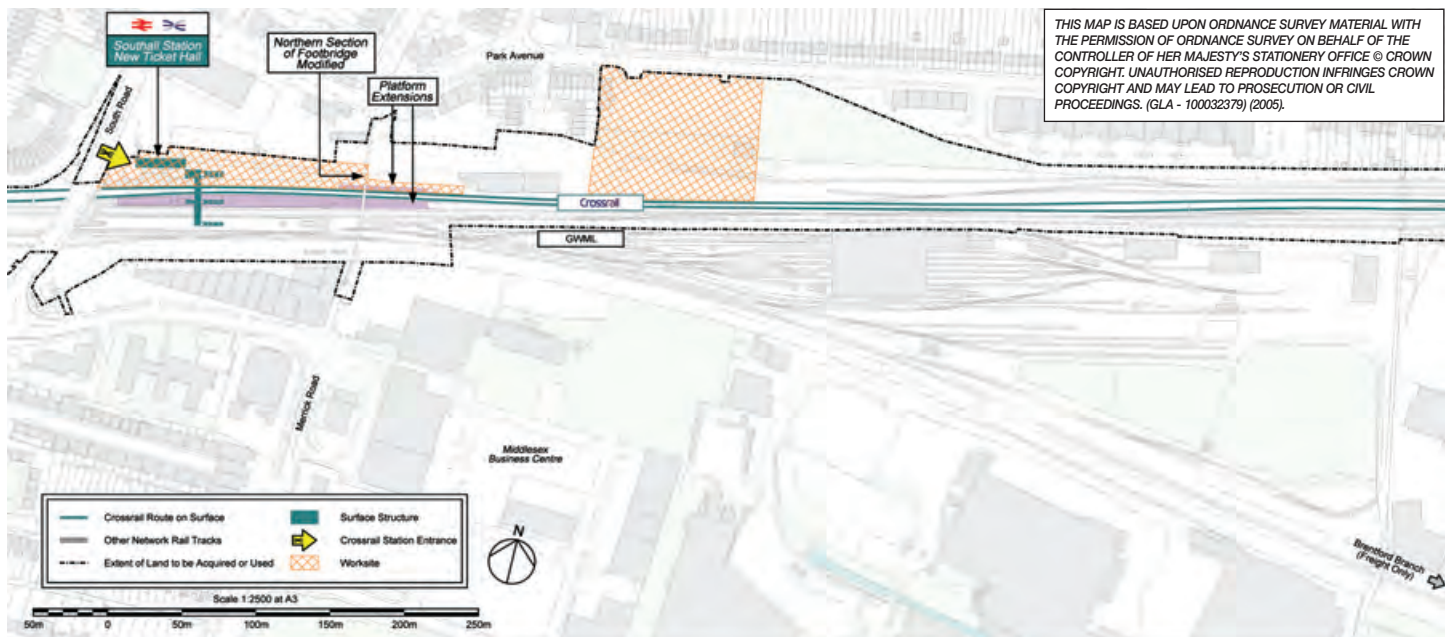 THIS MAP IS BASED UPON ORDNANCE SURVEY MATERIAL WITH
THE PERMISSION OF ORDNANCE SURVEY ON BEHALF OF THE
CONTROLLER OF HER MAJESTY'S STATIONERY OFFICE © CROWN
COPYRIGHT. UNAUTHORISED REPRODUCTION INFRINGES CROWN
COPYRIGHT AND MAY LEAD TO PROSECUTION OR CIVIL
PROCEEDINGS. (GLA - 100032379) (2005).
Southall Station
New Ticket Hall
Northern Section
of Footbridge
Modified
Platform
Extensions
Park Avenue
South Road
Crossrail
GWML
Merrick Road
Middlesex
Business Centre
Brentford Branch
(Freight Only)
Crossrail Route on Surface
Other Network Rail Tracks
Extent of Land to be Acquired or Used
Surface Structure
Crossrail Station Entrance
Worksite
N
Scale 1:2500 at A3
50m 0 50m 100m 150m 200m 250m